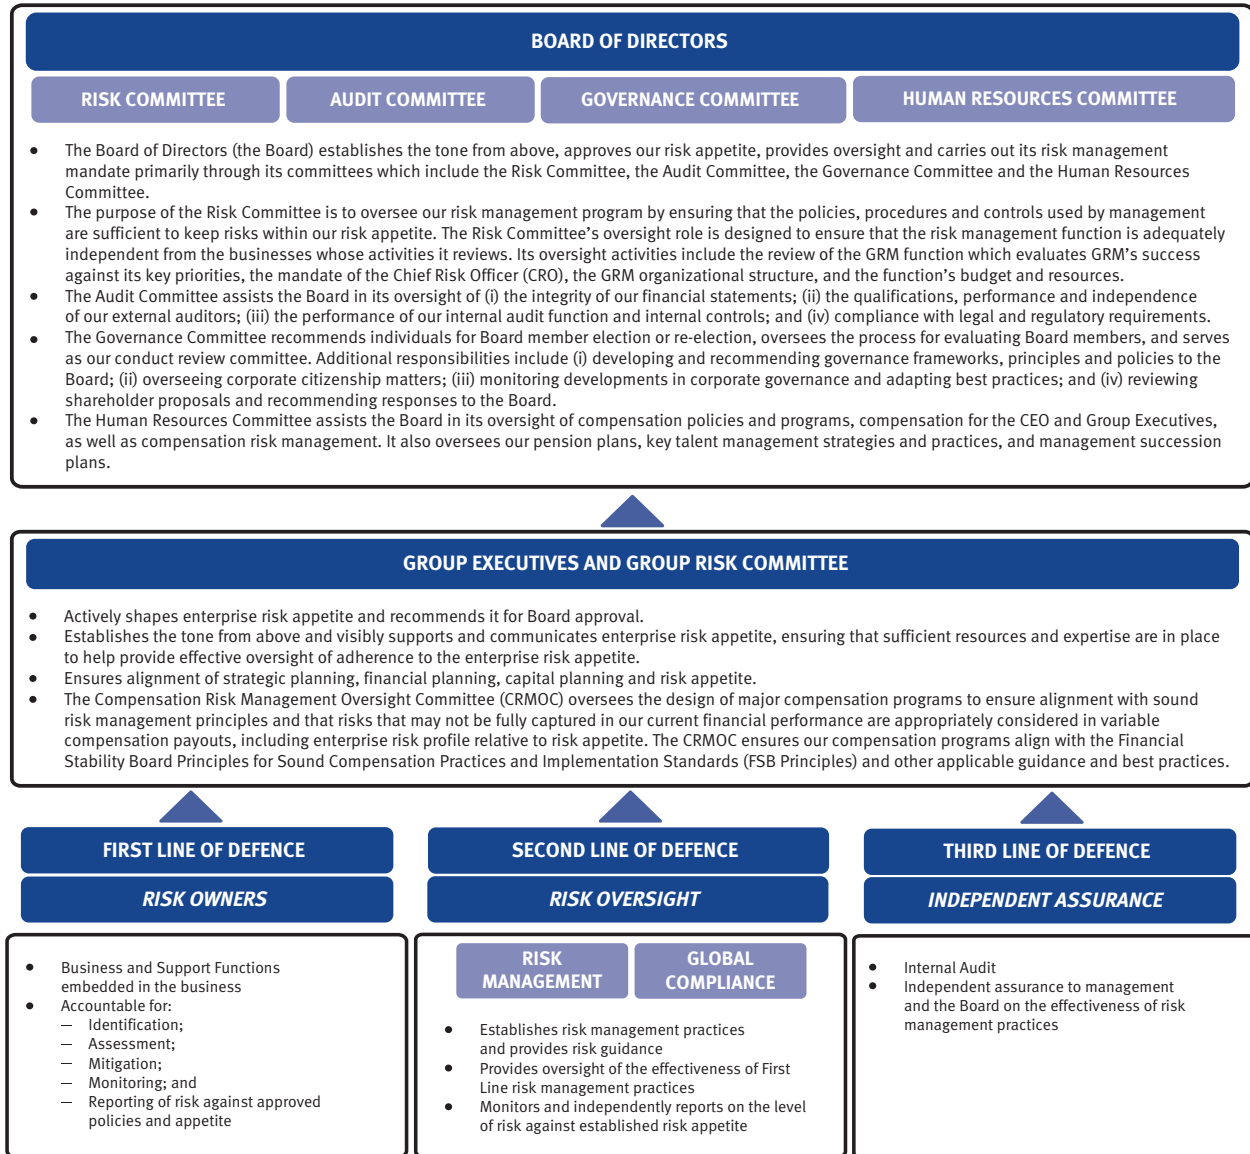 BOARD OF DIRECTORS
RISK COMMITTEE
AUDIT COMMITTEE
GOVERNANCE COMMITTEE
HUMAN RESOURCES COMMITTEE
● The Board of Directors (the Board) establishes the tone from above, approves our risk appetite, provides oversight and carries out its risk management
mandate primarily through its committees which include the Risk Committee, the Audit Committee, the Governance Committee and the Human Resources
Committee.
● The purpose of the Risk Committee is to oversee our risk management program by ensuring that the policies, procedures and controls used by management
are sufficient to keep risks within our risk appetite. The Risk Committee’s oversight role is designed to ensure that the risk management function is adequately
independent from the businesses whose activities it reviews. Its oversight activities include the review of the GRM function which evaluates GRM’s success
against its key priorities, the mandate of the Chief Risk Officer (CRO), the GRM organizational structure, and the function’s budget and resources.
● The Audit Committee assists the Board in its oversight of (i) the integrity of our financial statements; (ii) the qualifications, performance and independence
of our external auditors; (iii) the performance of our internal audit function and internal controls; and (iv) compliance with legal and regulatory requirements.
● The Governance Committee recommends individuals for Board member election or re-election, oversees the process for evaluating Board members, and serves
as our conduct review committee. Additional responsibilities include (i) developing and recommending governance frameworks, principles and policies to the
Board; (ii) overseeing corporate citizenship matters; (iii) monitoring developments in corporate governance and adapting best practices; and (iv) reviewing
shareholder proposals and recommending responses to the Board.
● The Human Resources Committee assists the Board in its oversight of compensation policies and programs, compensation for the CEO and Group Executives,
as well as compensation risk management. It also oversees our pension plans, key talent management strategies and practices, and management succession
plans.
GROUP EXECUTIVES AND GROUP RISK COMMITTEE
● Actively shapes enterprise risk appetite and recommends it for Board approval.
● Establishes the tone from above and visibly supports and communicates enterprise risk appetite, ensuring that sufficient resources and expertise are in place
to help provide effective oversight of adherence to the enterprise risk appetite.
● Ensures alignment of strategic planning, financial planning, capital planning and risk appetite.
● The Compensation Risk Management Oversight Committee (CRMOC) oversees the design of major compensation programs to ensure alignment with sound
risk management principles and that risks that may not be fully captured in our current financial performance are appropriately considered in variable
compensation payouts, including enterprise risk profile relative to risk appetite. The CRMOC ensures our compensation programs align with the Financial
Stability Board Principles for Sound Compensation Practices and Implementation Standards (FSB Principles) and other applicable guidance and best practices.
FIRST LINE OF DEFENCE
RISK OWNERS
● Business and Support Functions
embedded in the business
● Accountable for:
– Identification;
– Assessment;
– Mitigation;
– Monitoring; and
– Reporting of risk against approved
policies and appetite
SECOND LINE OF DEFENCE
RISK OVERSIGHT
RISK
MANAGEMENT
GLOBAL
COMPLIANCE
● Establishes risk management practices
and provides risk guidance
● Provides oversight of the effectiveness of First
Line risk management practices
● Monitors and independently reports on the level
of risk against established risk appetite
THIRD LINE OF DEFENCE
INDEPENDENT ASSURANCE
● Internal Audit
● Independent assurance to management
and the Board on the effectiveness of risk
management practices